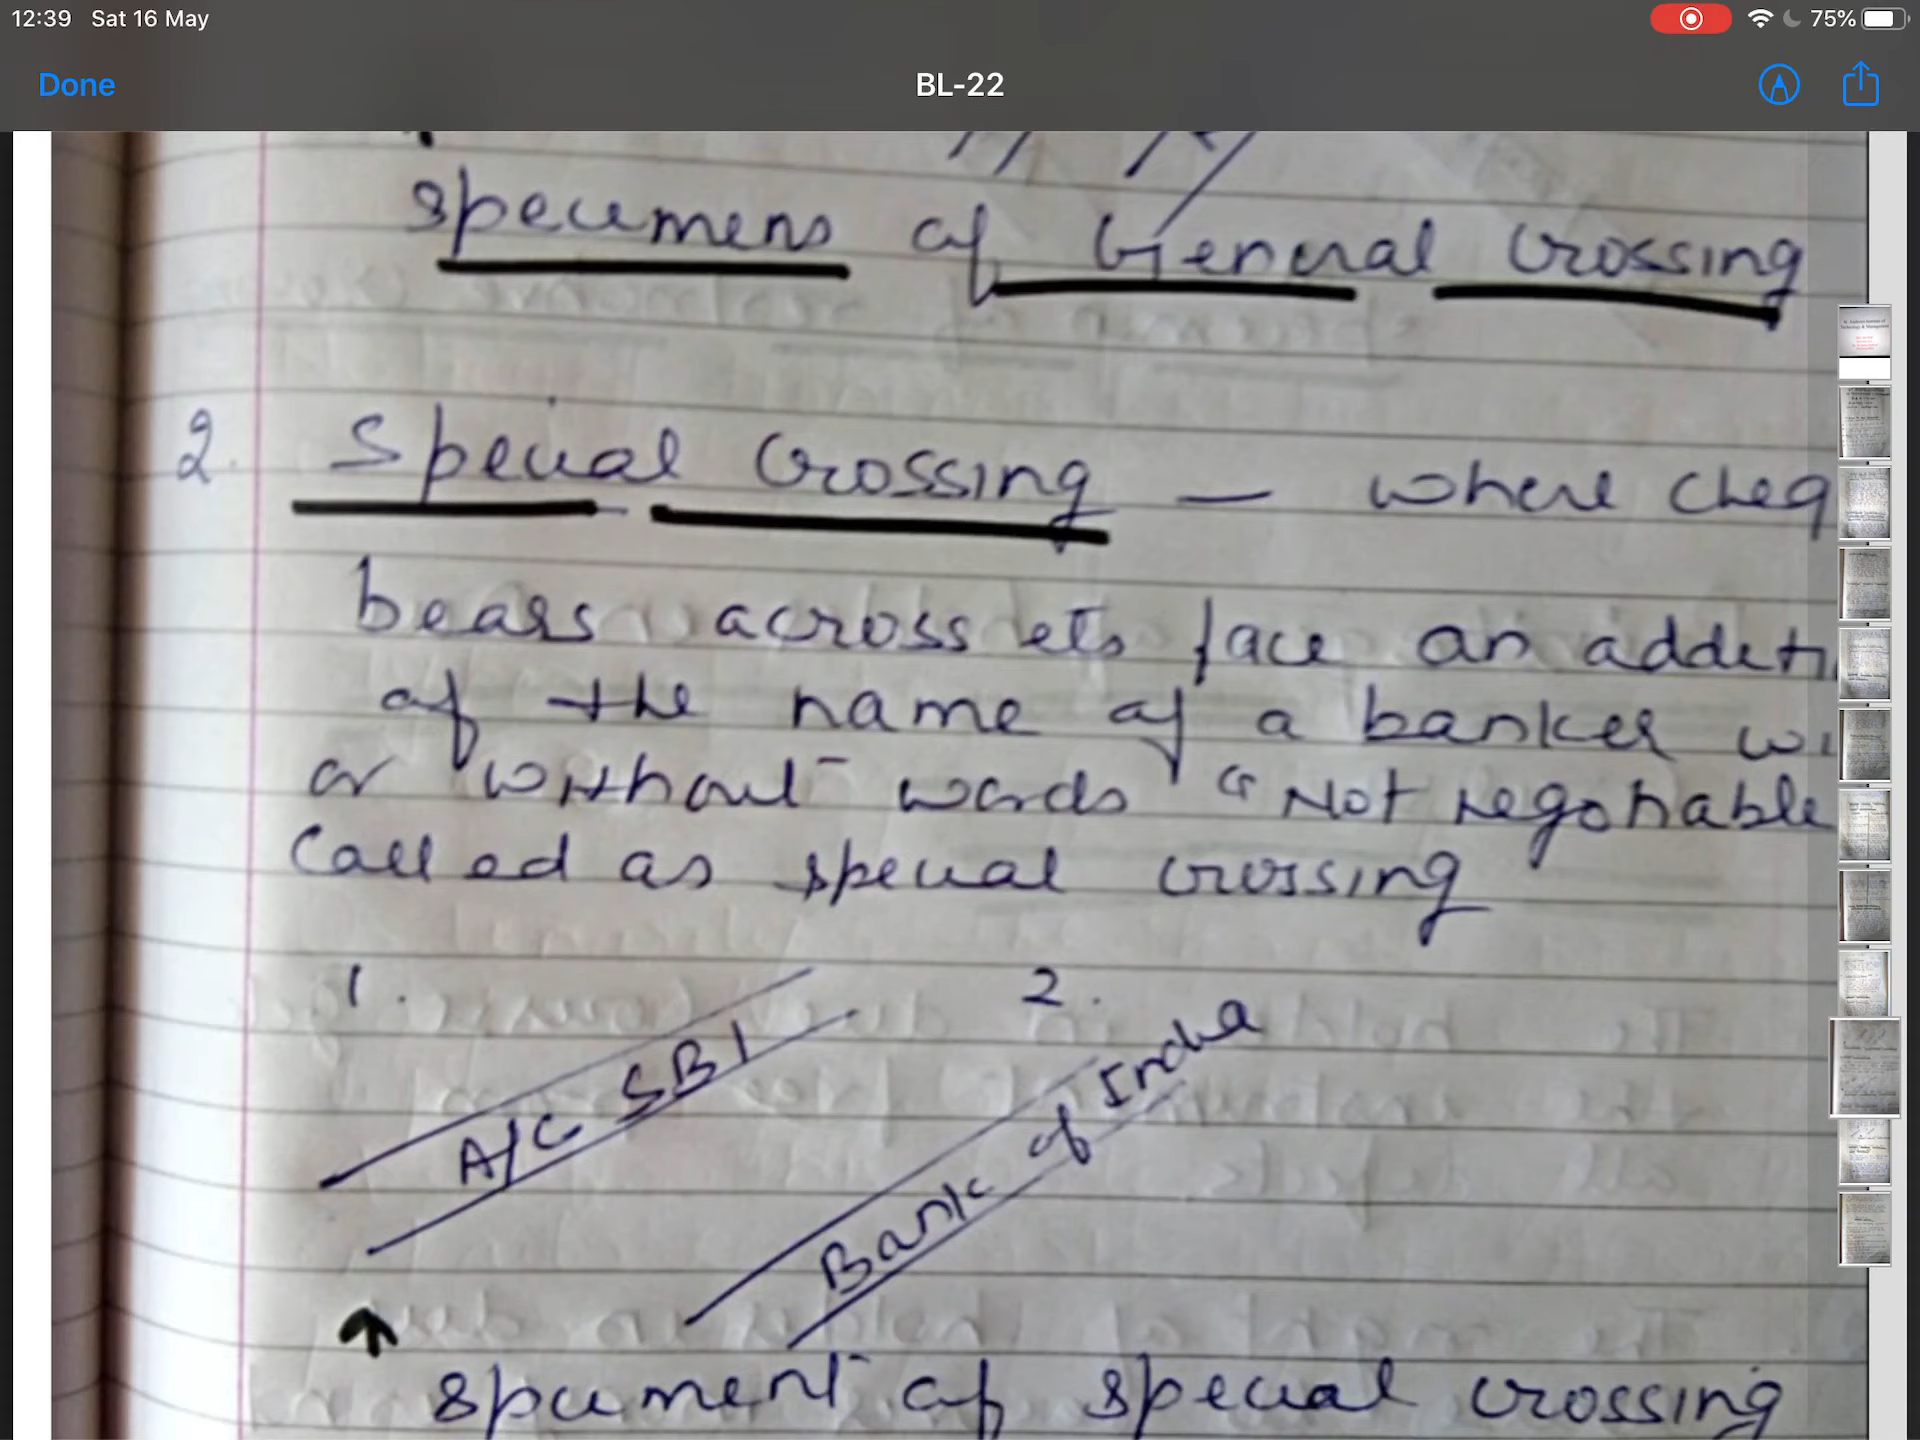 12:39 Sat 16 May
75%
Done
BL-22
specimens of General Crossing
2. Special Crossing — where cheq
bears across its face an additi
of the name of a banker wi
or without words "Not negotiable
Called as special crossing
1.
2.
A/C SBI
Bank of India
speciment of special crossing